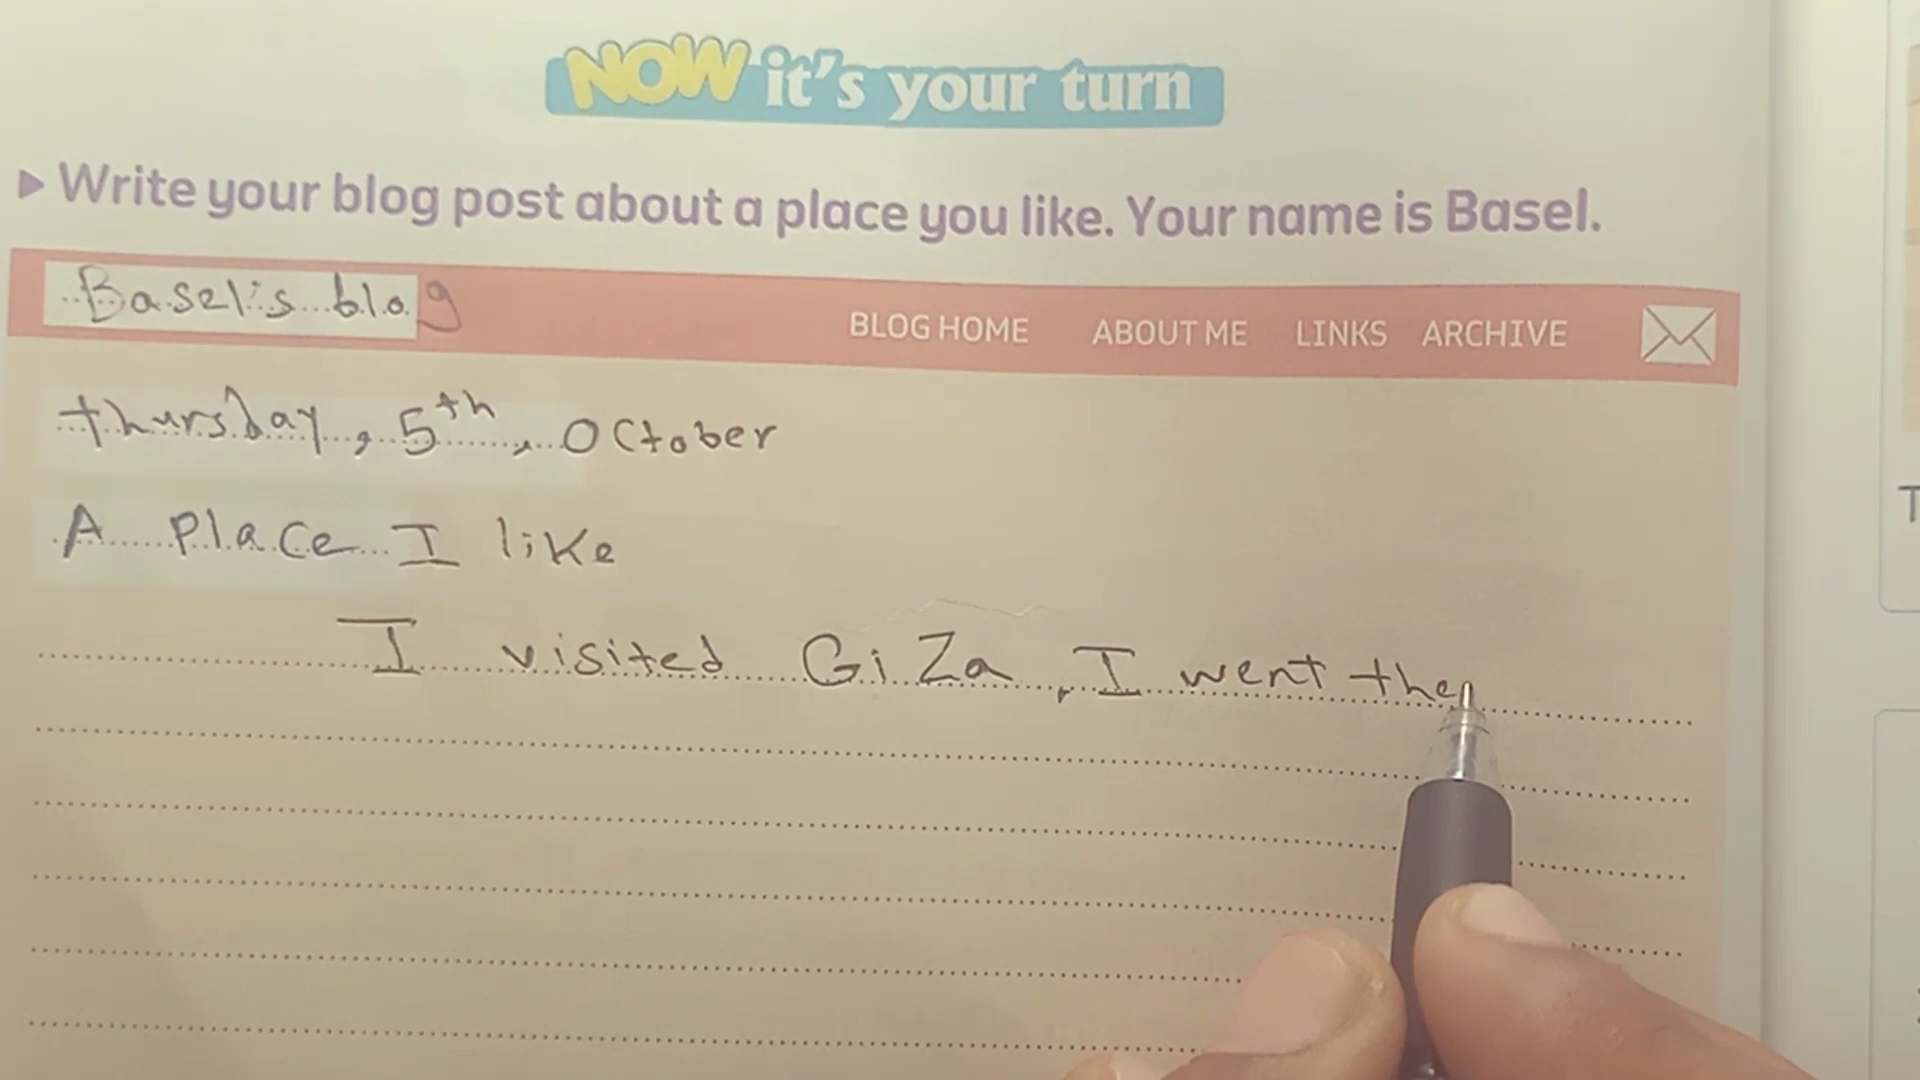 NOW it's your turn
▶ Write your blog post about a place you like. Your name is Basel.
Basel's blog
BLOG HOME ABOUT ME LINKS ARCHIVE
thursday, 5th, October
A place I like
I visited GiZa, I went the
T